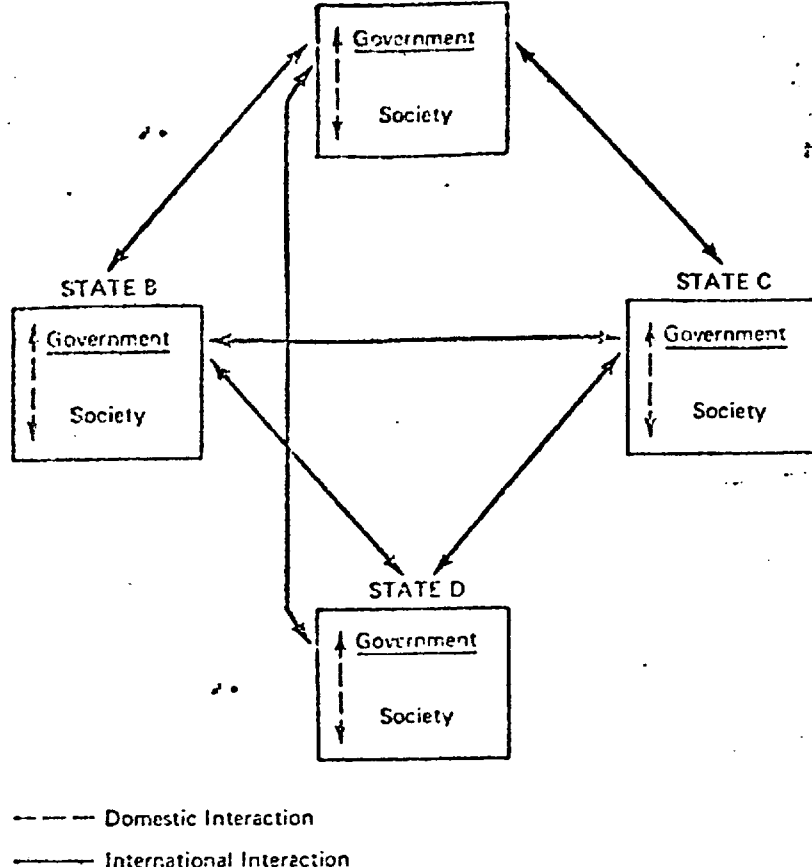 Government
Society
STATE B
STATE C
Government
Government
Society
Society
STATE D
Government
Society
Domestic Interaction
International Interaction